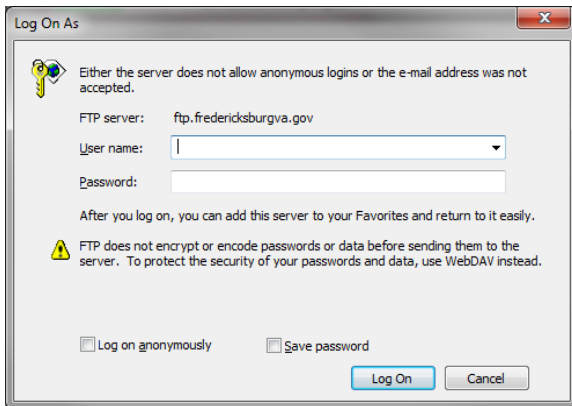 Log On As
Either the server does not allow anonymous logins or the e-mail address was not
accepted.
FTP server: ftp.fredericksburgva.gov
User name:
Password:
After you log on, you can add this server to your Favorites and return to it easily.
FTP does not encrypt or encode passwords or data before sending them to the
server. To protect the security of your passwords and data, use WebDAV instead.
Log on anonymously Save password
Log On Cancel